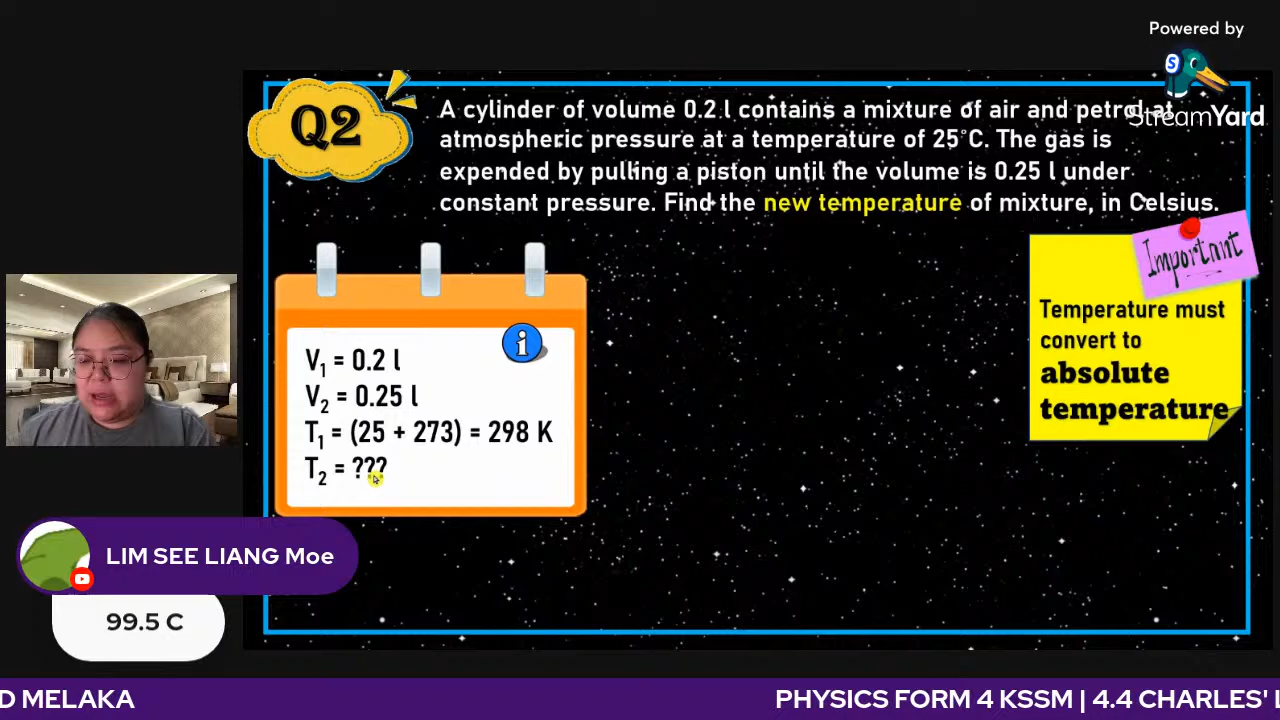 Powered by
StreamYard
Q2
A cylinder of volume 0.2 l contains a mixture of air and petrol at
atmospheric pressure at a temperature of 25°C. The gas is
expended by pulling a piston until the volume is 0.25 l under
constant pressure. Find the new temperature of mixture, in Celsius.
Important
Temperature must
convert to
absolute
temperature
i
V₁ = 0.2 l
V₂ = 0.25 l
T₁ = (25 + 273) = 298 K
T₂ = ???
LIM SEE LIANG Moe
99.5 C
D MELAKA
PHYSICS FORM 4 KSSM | 4.4 CHARLES' L